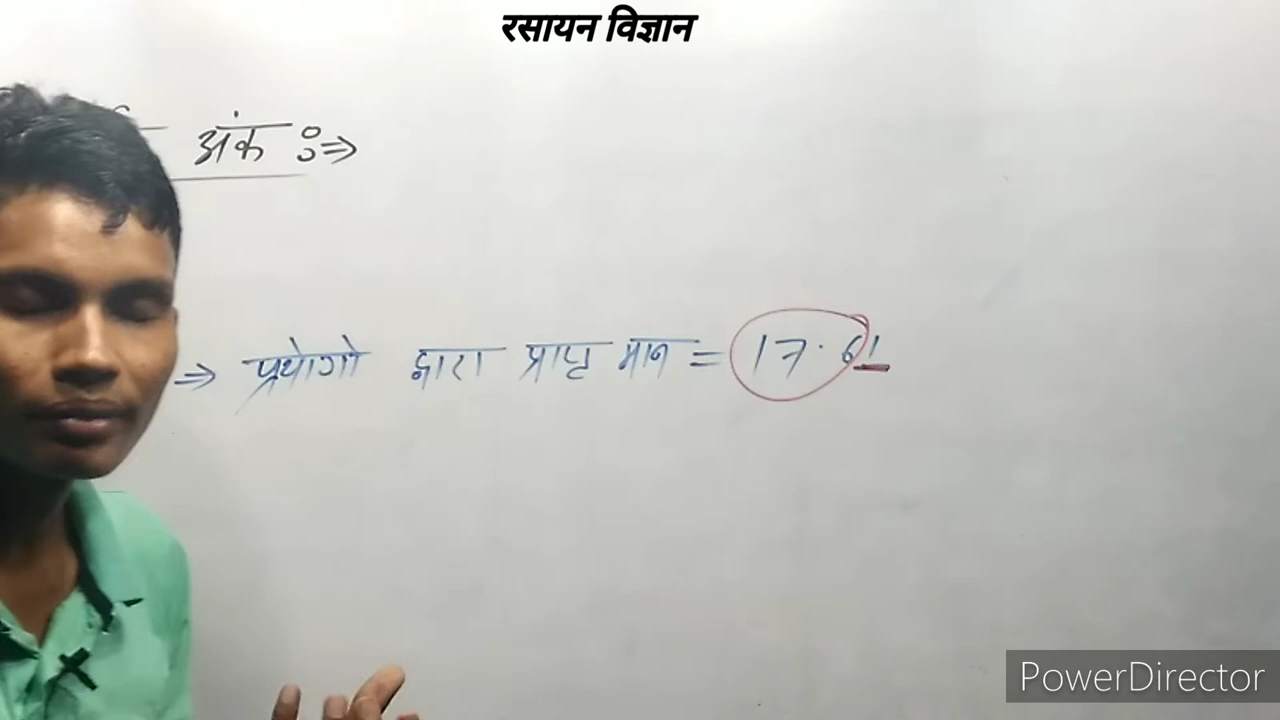 रसायन विज्ञान
अंक :⇒
⇒ प्रयोगो द्वारा प्राप्त मान = 17.61
PowerDirector